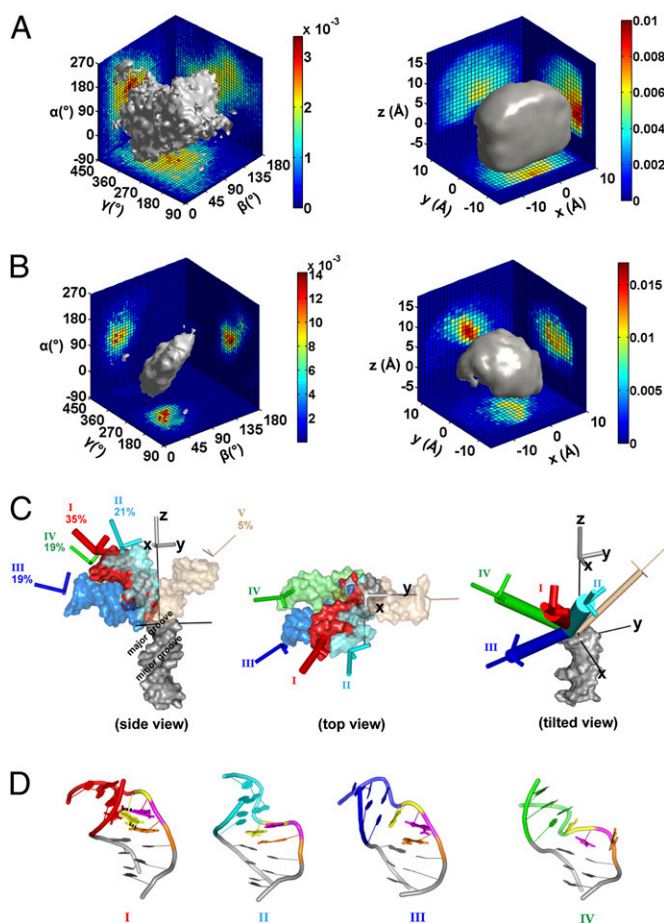 A
270
180
α(°)
90
0
-90
450
360
γ(°)
270
180
90
0
45
β(°)
90
135
180
x 10⁻³
3
2
1
0
15
10
z (Å)
5
0
-5
10
y (Å)
0
-10
-10
x (Å)
0
10
0.01
0.008
0.006
0.004
0.002
0
B
270
180
α(°)
90
0
-90
450
360
γ(°)
270
180
90
0
45
β(°)
90
135
180
x 10⁻³
14
12
10
8
6
4
2
15
10
z (Å)
5
0
-5
10
y (Å)
0
-10
-10
x (Å)
0
10
0.015
0.01
0.005
0
C
I
35%
II
21%
IV
19%
III
19%
V
5%
z
x
y
major groove
minor groove
(side view)
IV
III
I
II
y
x
(top view)
z
y
x
IV
I
II
III
y
x
(tilted view)
D
I
II
III
IV